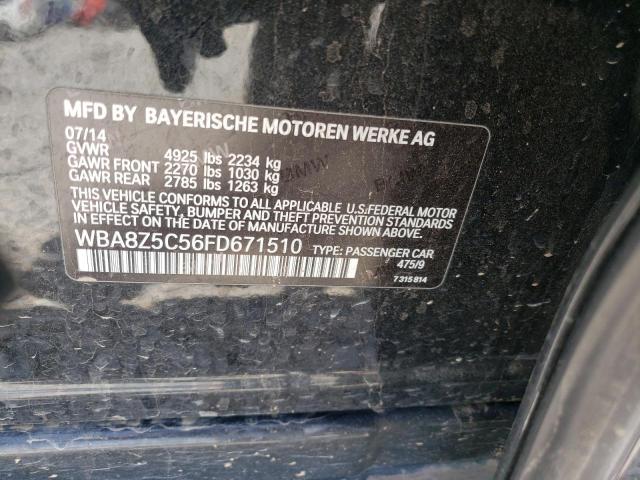 MFD BY BAYERISCHE MOTOREN WERKE AG
07/14
GVWR 4925 lbs 2234 kg
GAWR FRONT 2270 lbs 1030 kg
GAWR REAR 2785 lbs 1263 kg
THIS VEHICLE CONFORMS TO ALL APPLICABLE U.S. FEDERAL MOTOR
VEHICLE SAFETY, BUMPER AND THEFT PREVENTION STANDARDS
IN EFFECT ON THE DATE OF MANUFACTURE SHOWN ABOVE.
WBA8Z5C56FD671510 TYPE: PASSENGER CAR
475/9
7315814